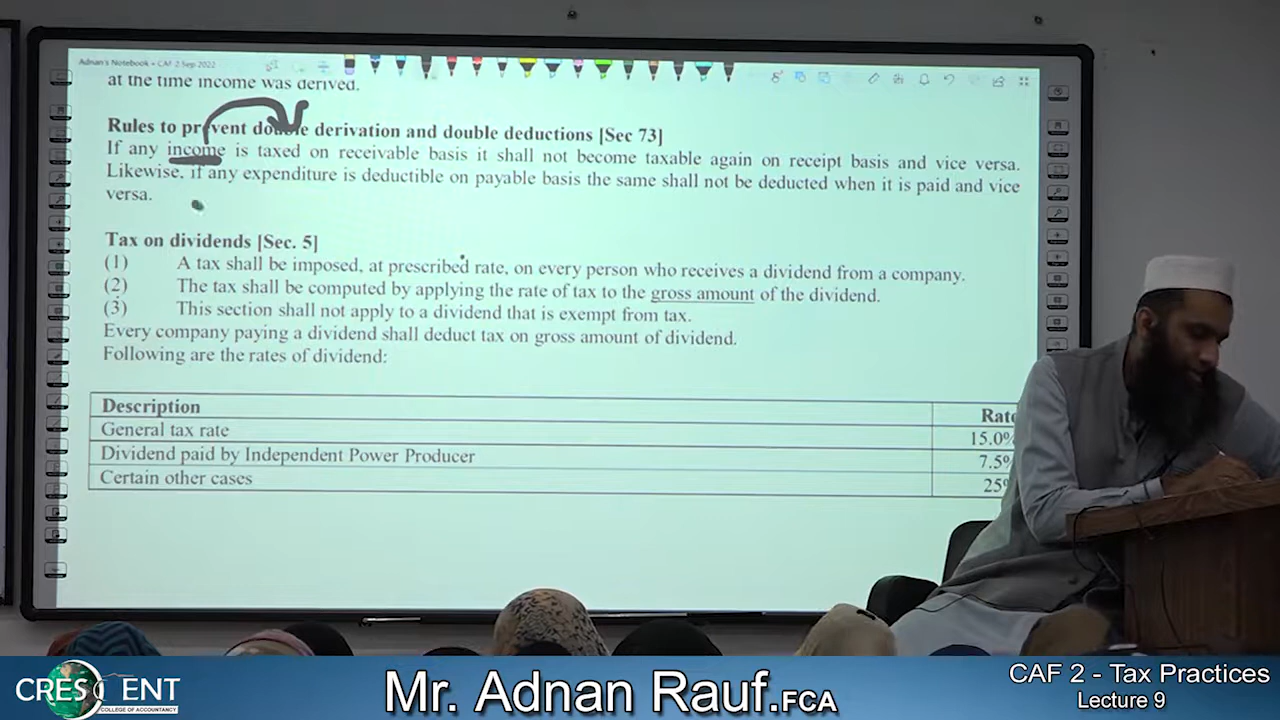 Adnan's Notebook » CAF-2 Sep 2022
at the time income was derived.
Rules to prevent double derivation and double deductions [Sec 73]
If any income is taxed on receivable basis it shall not become taxable again on receipt basis and vice versa.
Likewise, if any expenditure is deductible on payable basis the same shall not be deducted when it is paid and vice
versa.
Tax on dividends [Sec. 5]
(1) A tax shall be imposed, at prescribed rate, on every person who receives a dividend from a company.
(2) The tax shall be computed by applying the rate of tax to the gross amount of the dividend.
(3) This section shall not apply to a dividend that is exempt from tax.
Every company paying a dividend shall deduct tax on gross amount of dividend.
Following are the rates of dividend:
Description Rate
General tax rate 15.0%
Dividend paid by Independent Power Producer 7.5%
Certain other cases 25%
CRESCENT
COLLEGE OF ACCOUNTANCY
Mr. Adnan Rauf.FCA
CAF 2 - Tax Practices
Lecture 9